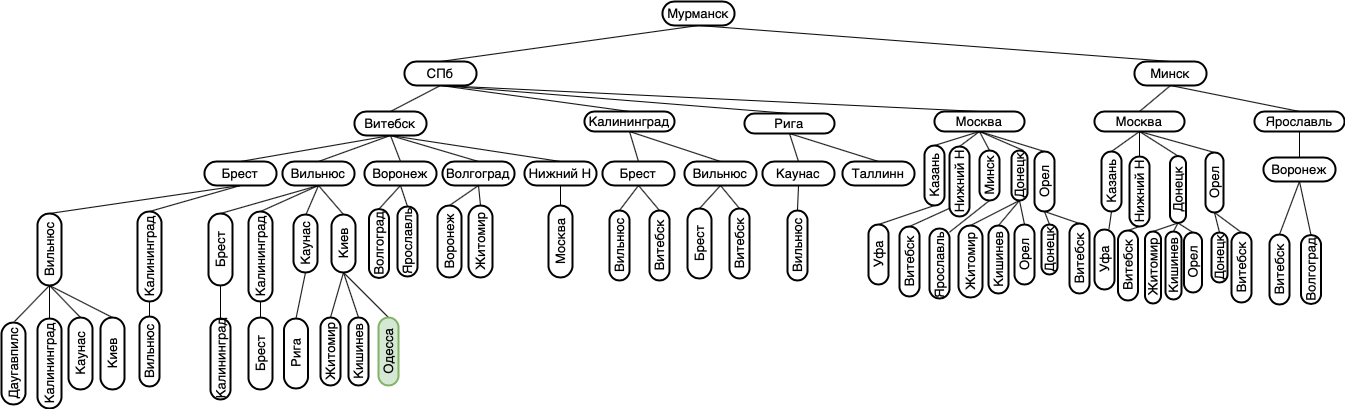 Мурманск
СПб
Минск
Витебск
Калининград
Рига
Москва
Москва
Ярославль
Брест
Вильнюс
Воронеж
Волгоград
Нижний Н
Брест
Вильнюс
Каунас
Таллинн
Казань
Нижний Н
Минск
Донецк
Орел
Казань
Нижний Н
Донецк
Орел
Воронеж
Вильнюс
Калининград
Брест
Калининград
Каунас
Киев
Волгоград
Ярославль
Воронеж
Житомир
Москва
Вильнюс
Витебск
Брест
Витебск
Вильнюс
Уфа
Витебск
Ярославль
Житомир
Кишинев
Орел
Донецк
Витебск
Уфа
Витебск
Житомир
Кишинев
Орел
Донецк
Витебск
Витебск
Волгоград
Даугавпилс
Калининград
Каунас
Киев
Вильнюс
Калининград
Брест
Рига
Житомир
Кишинев
Одесса